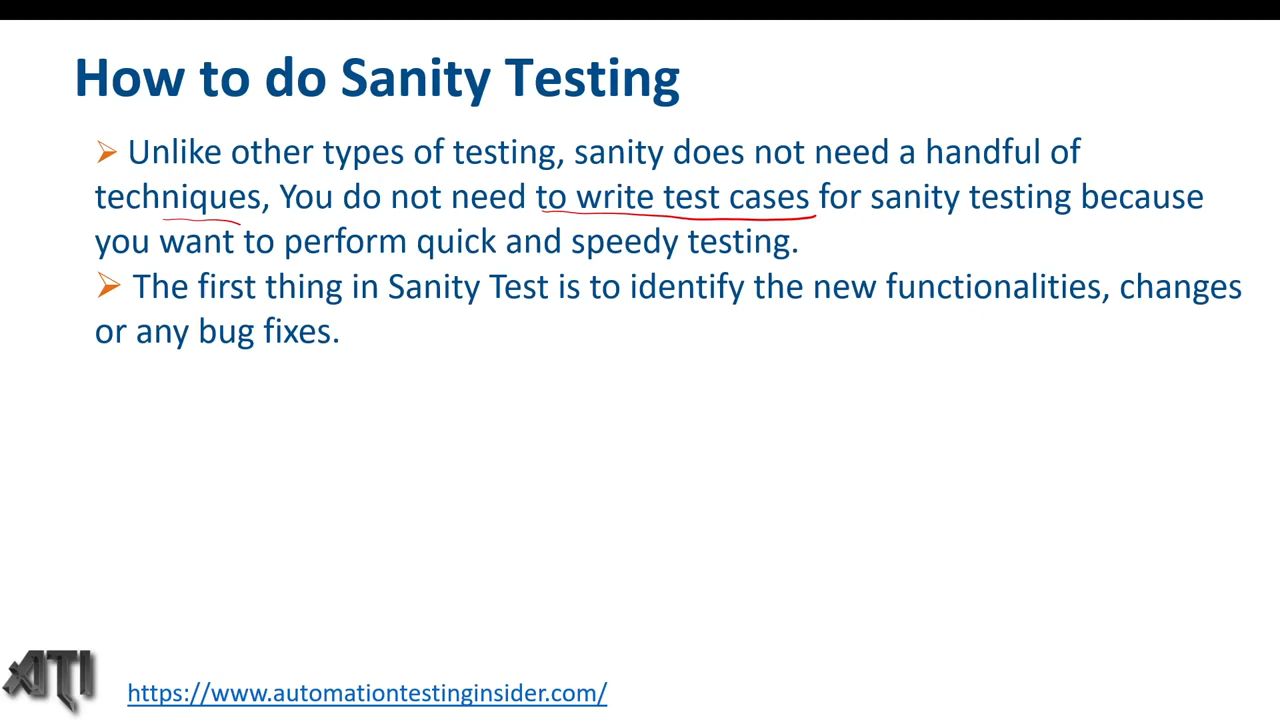 How to do Sanity Testing
➢ Unlike other types of testing, sanity does not need a handful of
techniques, You do not need to write test cases for sanity testing because
you want to perform quick and speedy testing.
➢ The first thing in Sanity Test is to identify the new functionalities, changes
or any bug fixes.
ATI
https://www.automationtestinginsider.com/